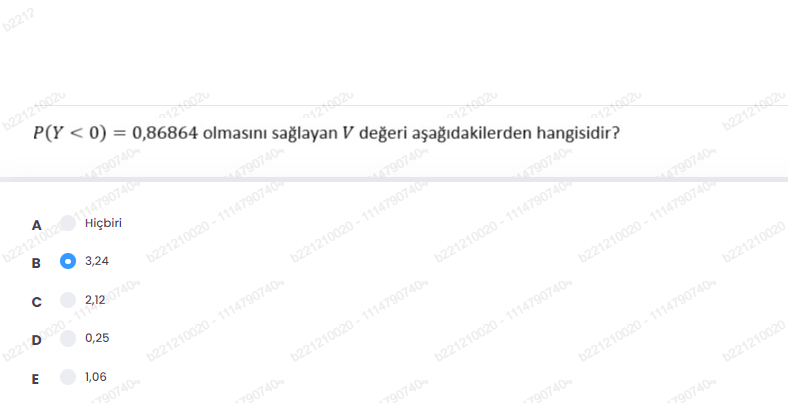 P(Y < 0) = 0,86864 olmasını sağlayan V değeri aşağıdakilerden hangisidir?
A Hiçbiri
B 3,24
C 2,12
D 0,25
E 1,06